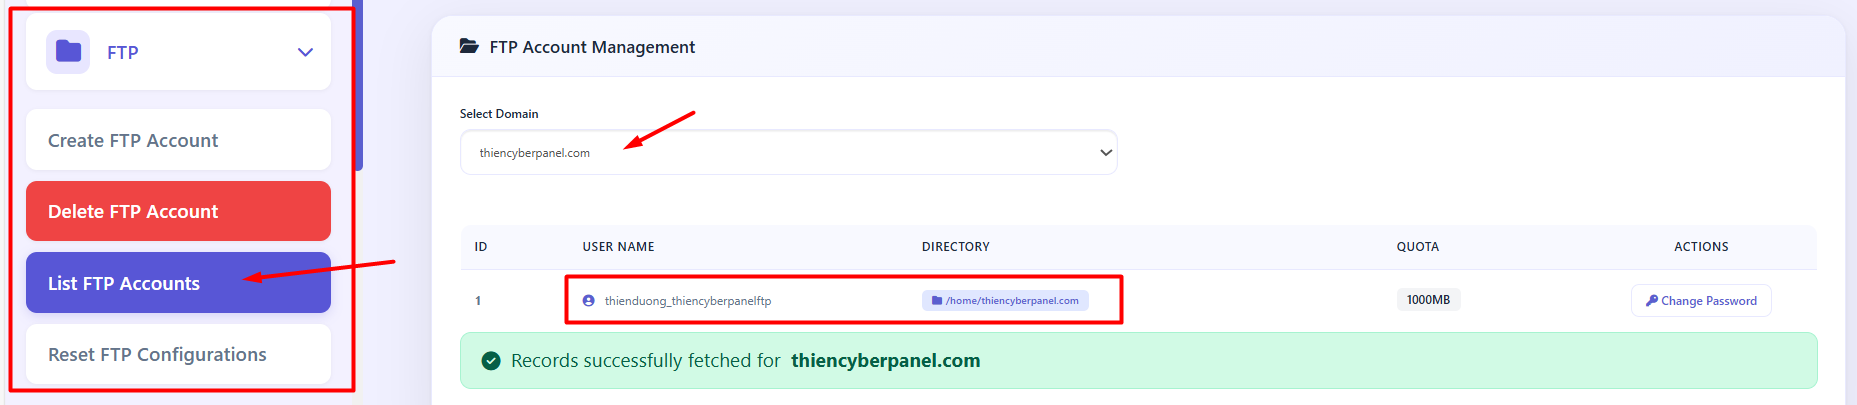 FTP
Create FTP Account
Delete FTP Account
List FTP Accounts
Reset FTP Configurations
FTP Account Management
Select Domain
thiencyberpanel.com
ID USER NAME DIRECTORY QUOTA ACTIONS
1 thienduong_thiencyberpanelftp /home/thiencyberpanel.com 1000MB Change Password
Records successfully fetched for thiencyberpanel.com